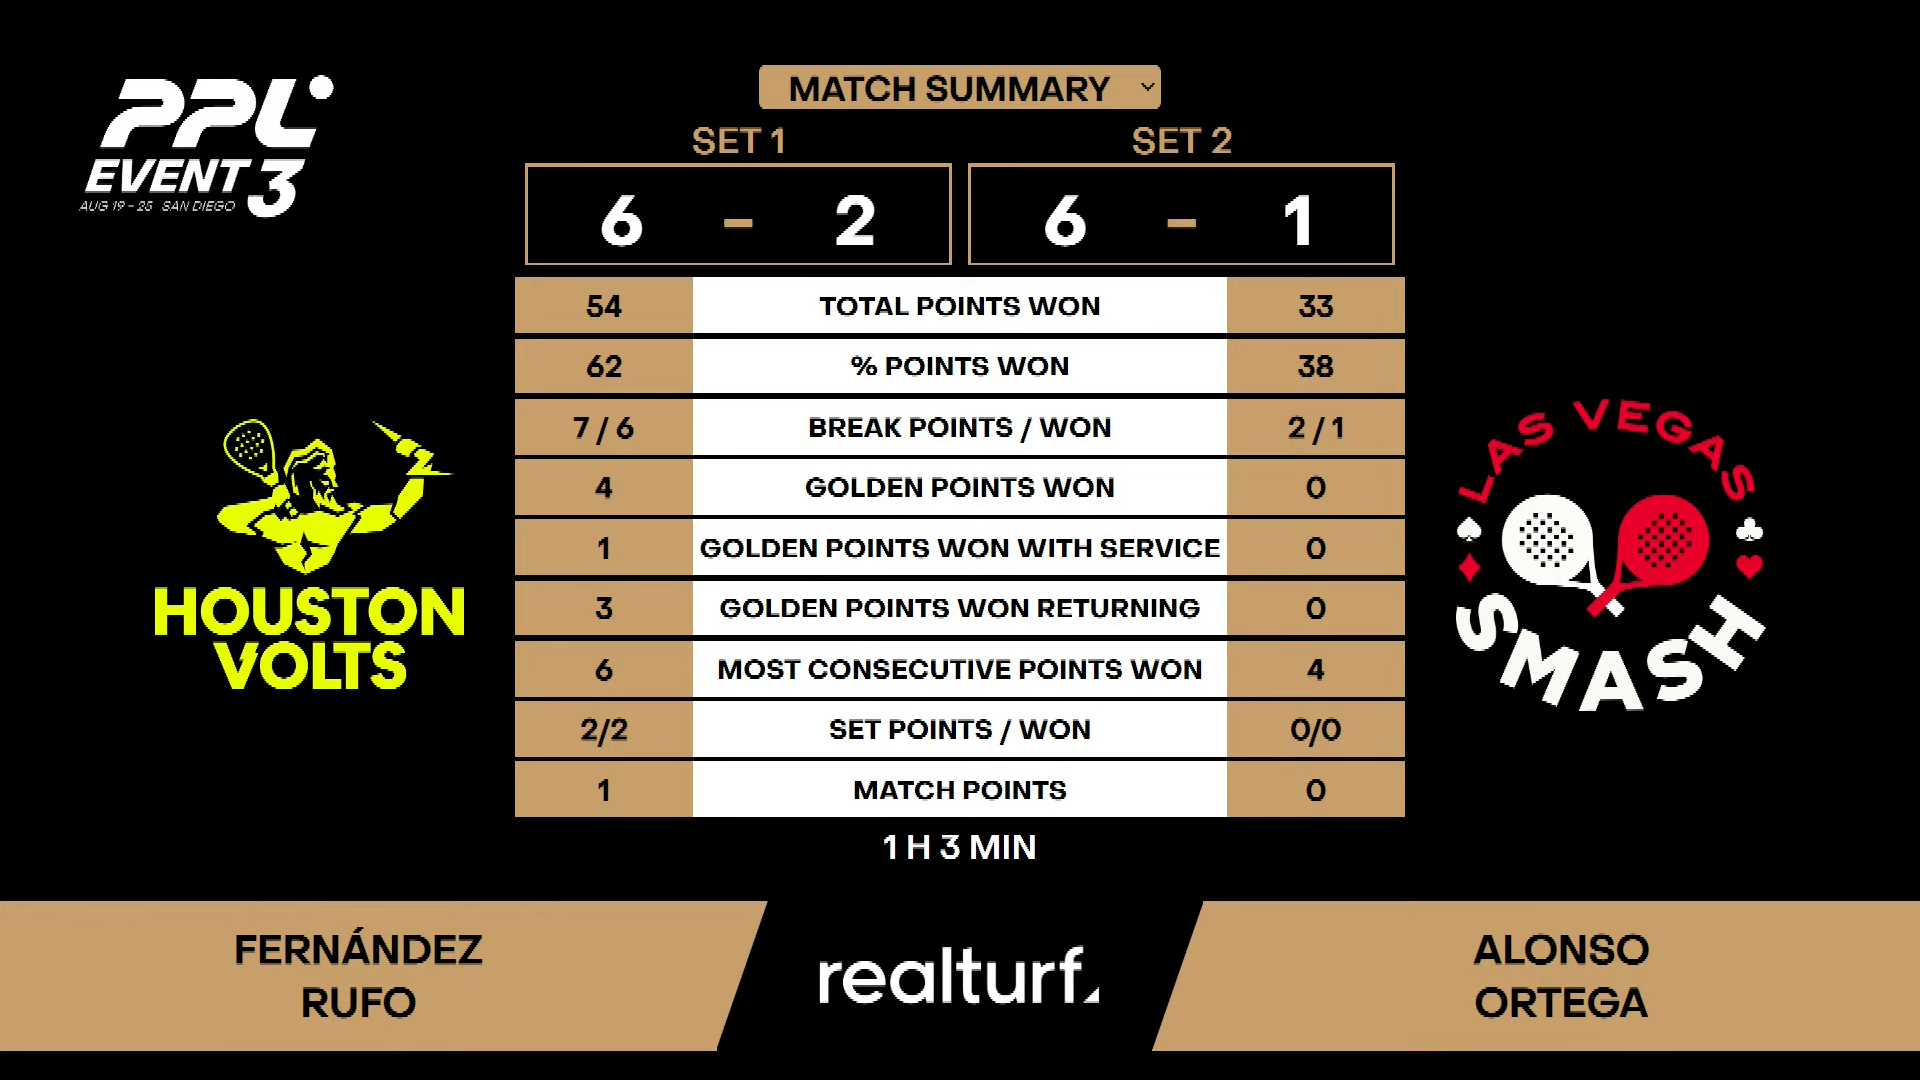 PPL
EVENT 3
AUG 19 - 25 SAN DIEGO
MATCH SUMMARY
SET 1 SET 2
6 - 2 6 - 1
54 TOTAL POINTS WON 33
62 % POINTS WON 38
7 / 6 BREAK POINTS / WON 2 / 1
4 GOLDEN POINTS WON 0
1 GOLDEN POINTS WON WITH SERVICE 0
3 GOLDEN POINTS WON RETURNING 0
6 MOST CONSECUTIVE POINTS WON 4
2/2 SET POINTS / WON 0/0
1 MATCH POINTS 0
1 H 3 MIN
HOUSTON
VOLTS
LAS VEGAS
SMASH
FERNÁNDEZ
RUFO
realturf
ALONSO
ORTEGA